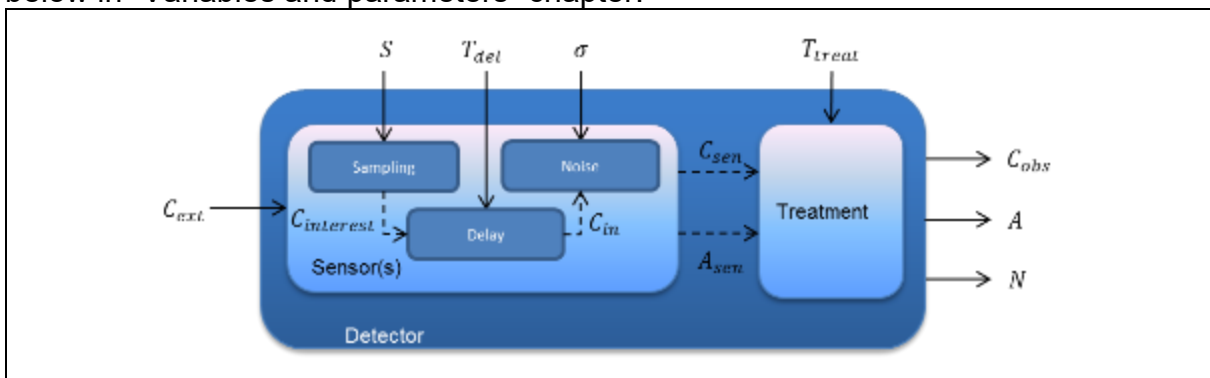 below in "Variables and parameters" chapter.
S T_del σ T_treat
Sampling Noise C_sen
C_obs
C_ext C_interest C_in Treatment A
Delay
Sensor(s) A_sen
N
Detector